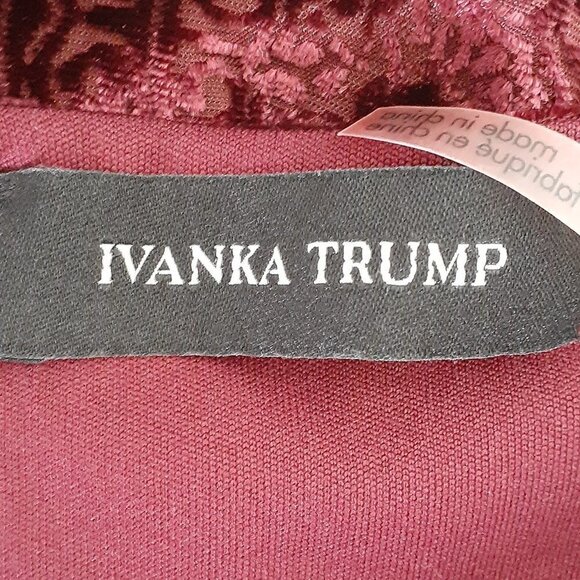 IVANKA TRUMP
made in china
fabriqué en chine